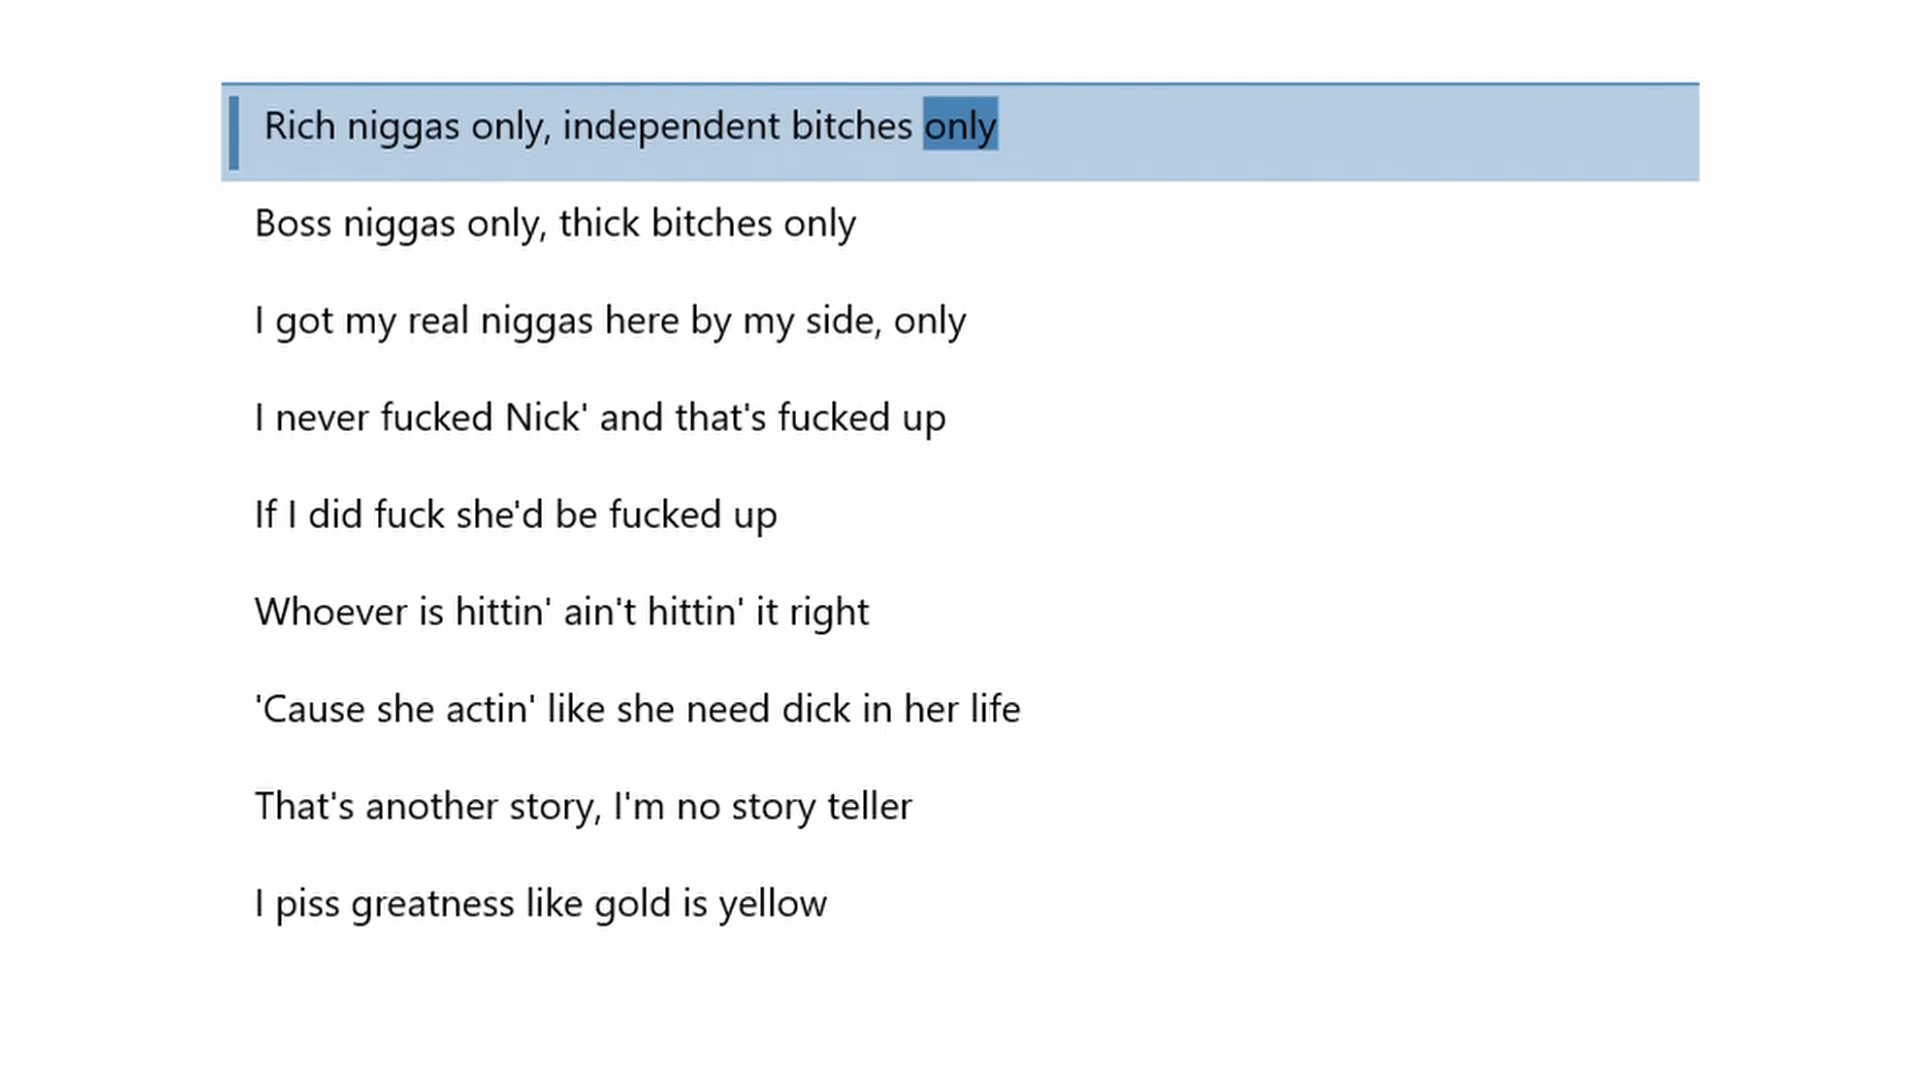 Rich niggas only, independent bitches only
Boss niggas only, thick bitches only
I got my real niggas here by my side, only
I never fucked Nick' and that's fucked up
If I did fuck she'd be fucked up
Whoever is hittin' ain't hittin' it right
'Cause she actin' like she need dick in her life
That's another story, I'm no story teller
I piss greatness like gold is yellow